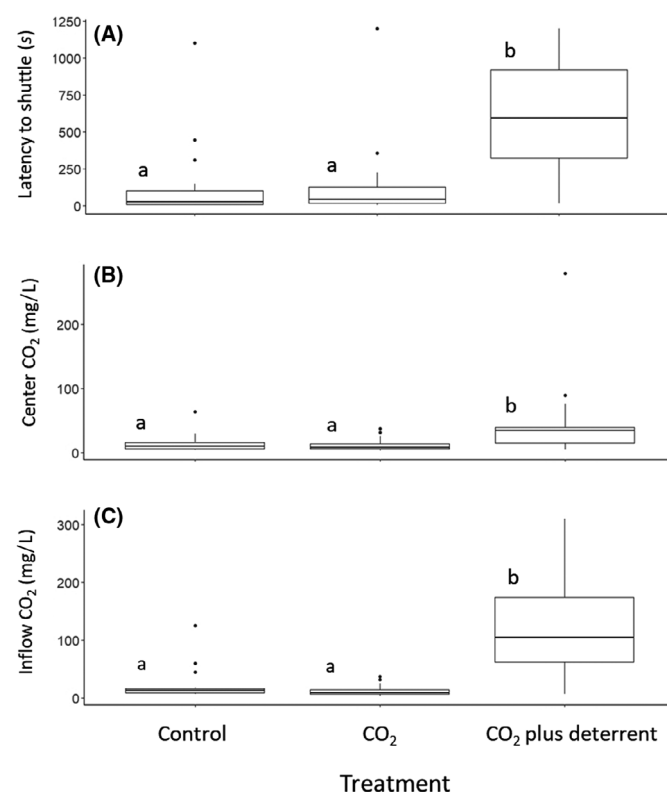 (A)
Latency to shuttle (s)
1250
1000
750
500
250
0
a
a
b
(B)
Center CO₂ (mg/L)
200
100
0
a
a
b
(C)
Inflow CO₂ (mg/L)
300
200
100
0
a
a
b
Control
CO₂
CO₂ plus deterrent
Treatment